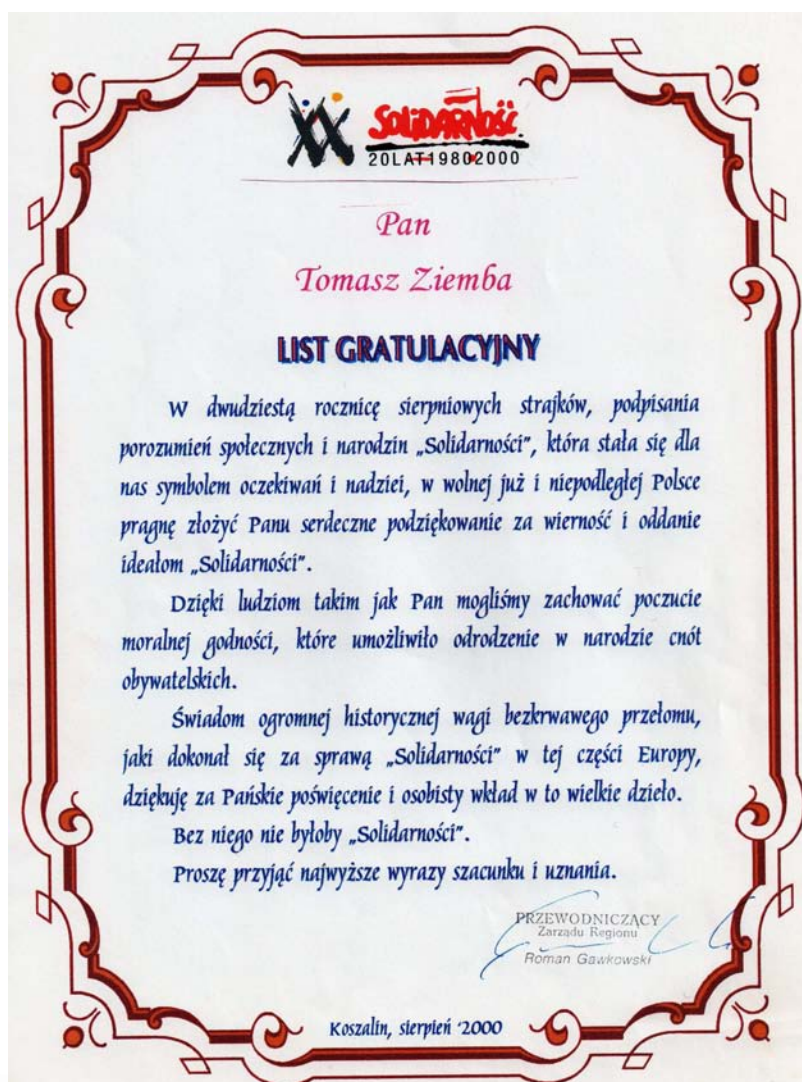 XX SOLIDARNOŚĆ
20LAT19802000
Pan
Tomasz Ziemba
LIST GRATULACYJNY
W dwudziestą rocznicę sierpniowych strajków, podpisania
porozumień społecznych i narodzin „Solidarności”, która stała się dla
nas symbolem oczekiwań i nadziei, w wolnej już i niepodległej Polsce
pragnę złożyć Panu serdeczne podziękowanie za wierność i oddanie
ideałom „Solidarności”.
Dzięki ludziom takim jak Pan mogliśmy zachować poczucie
moralnej godności, które umożliwiło odrodzenie w narodzie cnót
obywatelskich.
Świadom ogromnej historycznej wagi bezkrwawego przełomu,
jaki dokonał się za sprawą „Solidarności” w tej części Europy,
dziękuję za Pańskie poświęcenie i osobisty wkład w to wielkie dzieło.
Bez niego nie byłoby „Solidarności”.
Proszę przyjąć najwyższe wyrazy szacunku i uznania.
PRZEWODNICZĄCY
Zarządu Regionu
Roman Gawkowski
Koszalin, sierpień '2000